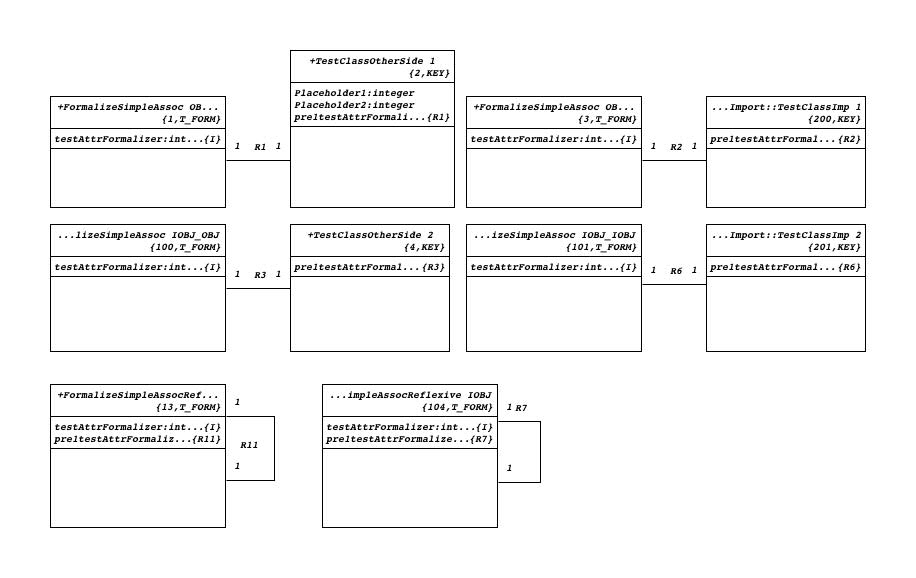 +TestClassOtherSide 1
{2,KEY}
Placeholder1:integer
Placeholder2:integer
preltestAttrFormali...{R1}
+FormalizeSimpleAssoc OB...
{1,T_FORM}
testAttrFormalizer:int...{I}
1 R1 1
+FormalizeSimpleAssoc OB...
{3,T_FORM}
testAttrFormalizer:int...{I}
1 R2 1
...Import::TestClassImp 1
{200,KEY}
preltestAttrFormal...{R2}
...lizeSimpleAssoc IOBJ_OBJ
{100,T_FORM}
testAttrFormalizer:int...{I}
1 R3 1
+TestClassOtherSide 2
{4,KEY}
preltestAttrFormal...{R3}
...izeSimpleAssoc IOBJ_IOBJ
{101,T_FORM}
testAttrFormalizer:int...{I}
1 R6 1
...Import::TestClassImp 2
{201,KEY}
preltestAttrFormal...{R6}
+FormalizeSimpleAssocRef...
{13,T_FORM}
testAttrFormalizer:int...{I}
preltestAttrFormaliz...{R11}
1
R11
1
...impleAssocReflexive IOBJ
{104,T_FORM}
testAttrFormalizer:int...{I}
preltestAttrFormalize...{R7}
1 R7
1